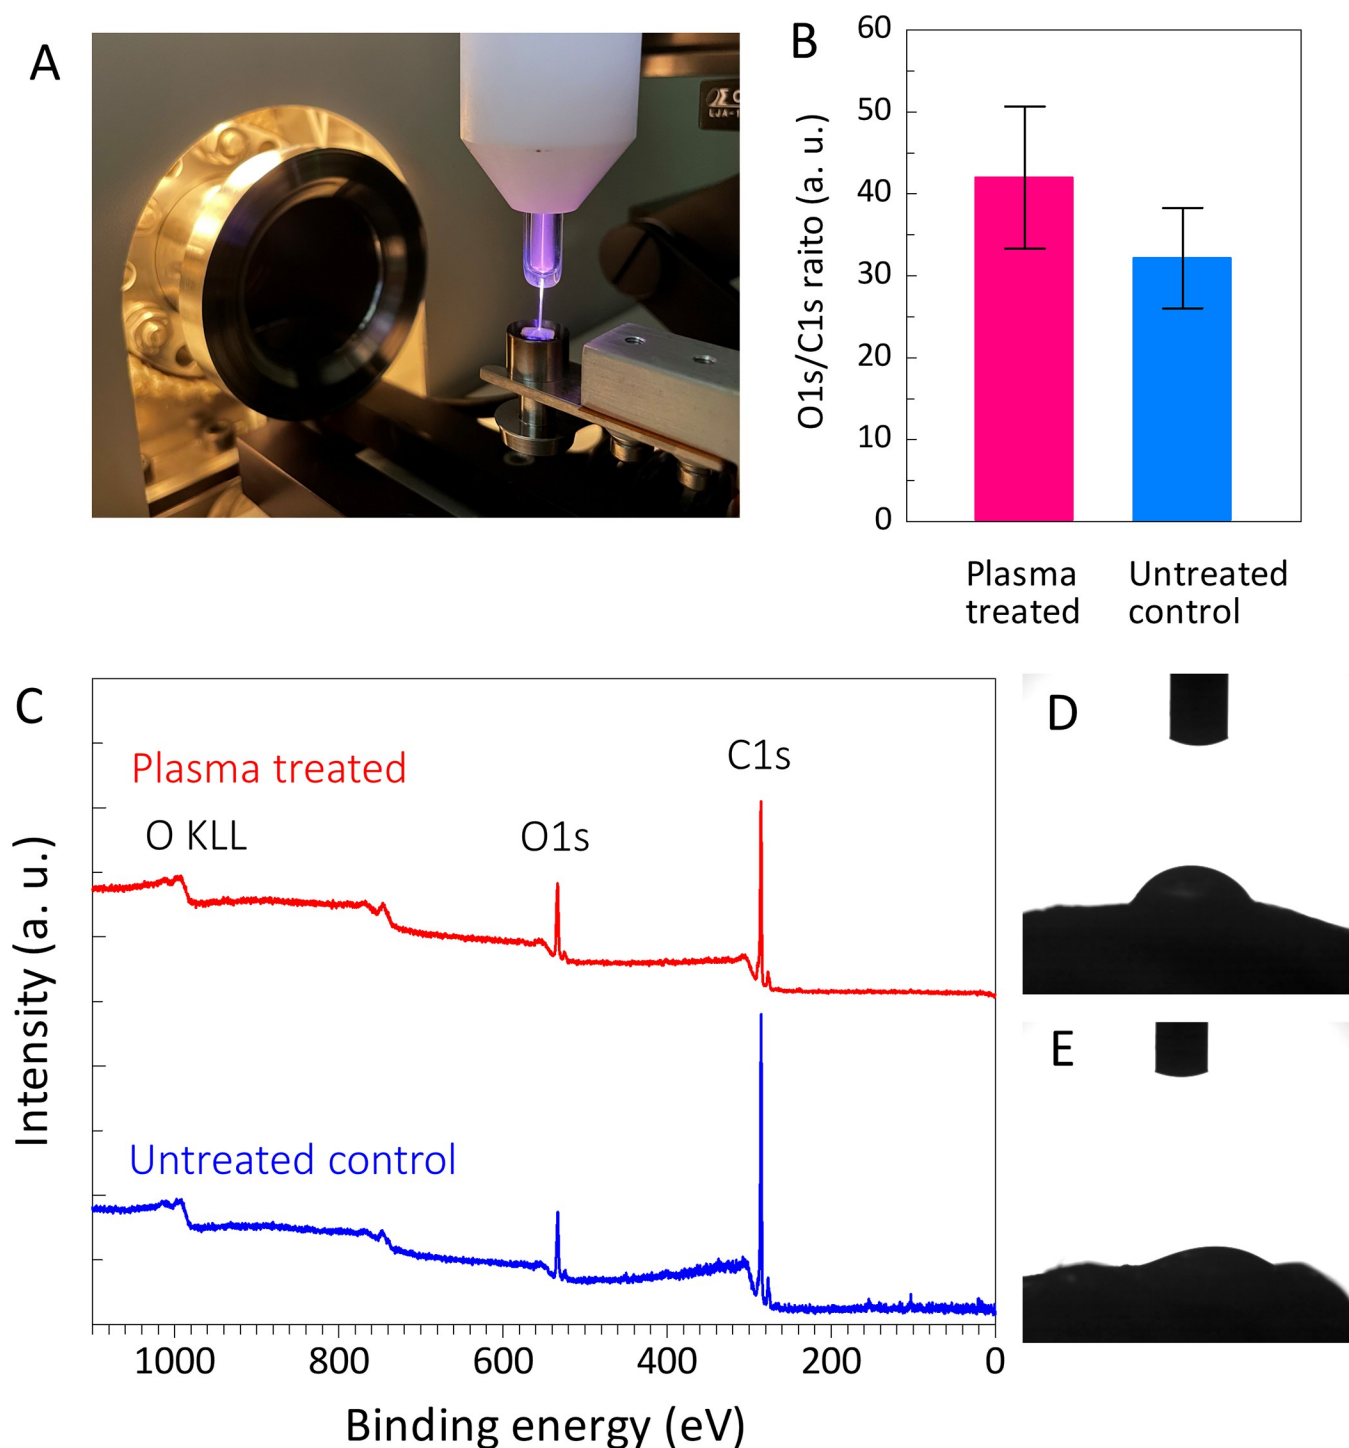 A
B
60
50
40
30
20
10
0
O1s/C1s raito (a. u.)
Plasma
treated
Untreated
control
C
Plasma treated
O KLL
O1s
C1s
Untreated control
Intensity (a. u.)
1000
800
600
400
200
0
Binding energy (eV)
D
E